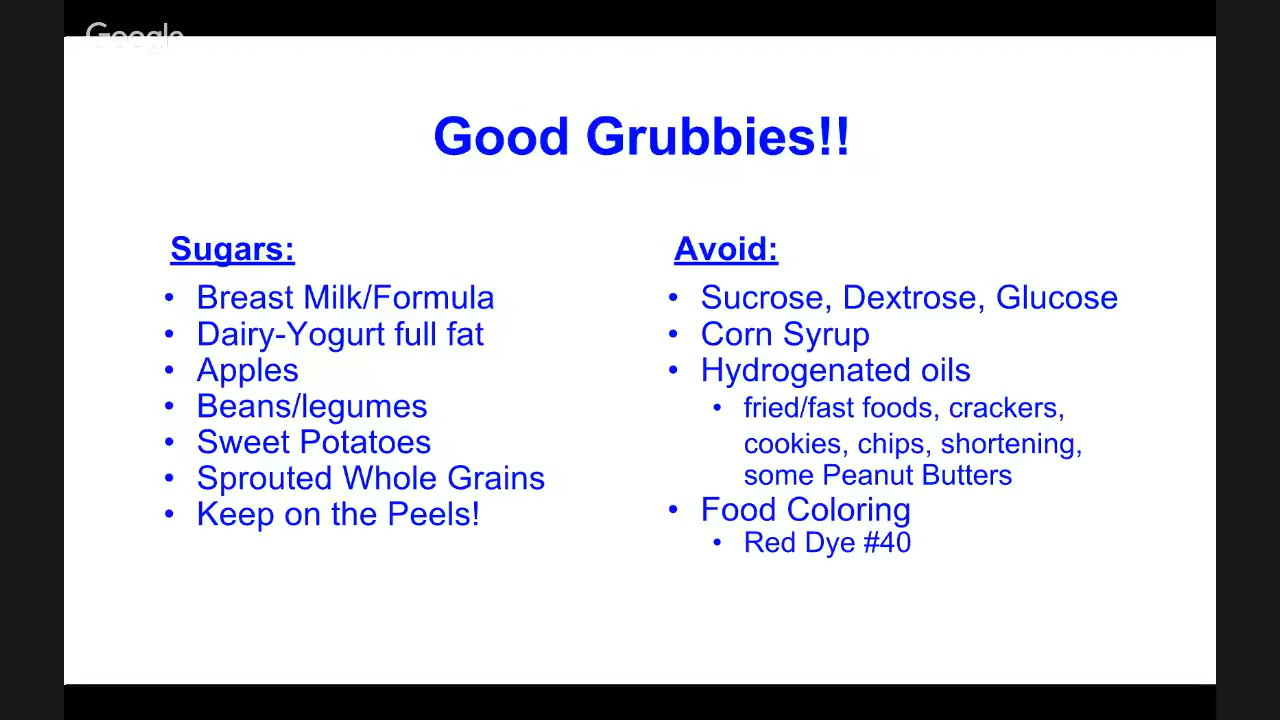 Google
Good Grubbies!!
Sugars:
• Breast Milk/Formula
• Dairy-Yogurt full fat
• Apples
• Beans/legumes
• Sweet Potatoes
• Sprouted Whole Grains
• Keep on the Peels!
Avoid:
• Sucrose, Dextrose, Glucose
• Corn Syrup
• Hydrogenated oils
• fried/fast foods, crackers,
cookies, chips, shortening,
some Peanut Butters
• Food Coloring
• Red Dye #40